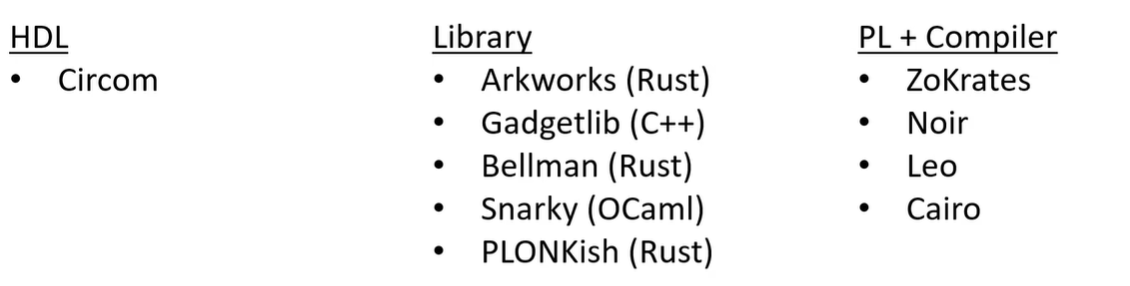 HDL
• Circom
Library
• Arkworks (Rust)
• Gadgetlib (C++)
• Bellman (Rust)
• Snarky (OCaml)
• PLONKish (Rust)
PL + Compiler
• ZoKrates
• Noir
• Leo
• Cairo